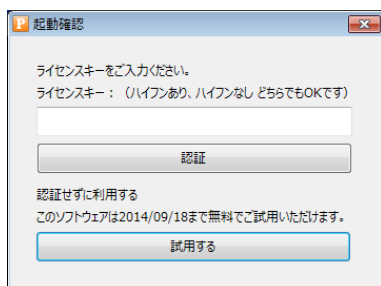 P 起動確認
ライセンスキーをご入力ください。
ライセンスキー： （ハイフンあり、ハイフンなし どちらでもOKです）
認証
認証せずに利用する
このソフトウェアは2014/09/18まで無料でご試用いただけます。
試用する